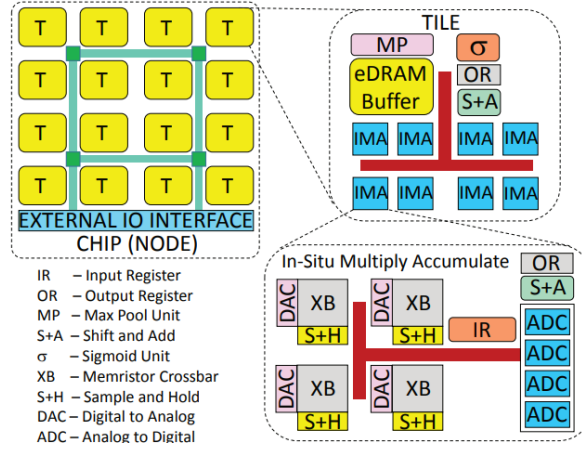 T T T T
T T T T
T T T T
T T T T
EXTERNAL IO INTERFACE
CHIP (NODE)
IR – Input Register
OR – Output Register
MP – Max Pool Unit
S+A – Shift and Add
σ – Sigmoid Unit
XB – Memristor Crossbar
S+H – Sample and Hold
DAC – Digital to Analog
ADC – Analog to Digital
TILE
MP
σ
eDRAM
Buffer
OR
S+A
IMA IMA IMA IMA
IMA IMA IMA IMA
In-Situ Multiply Accumulate
OR
S+A
DAC XB DAC XB
S+H S+H
IR
DAC XB DAC XB
S+H S+H
ADC
ADC
ADC
ADC